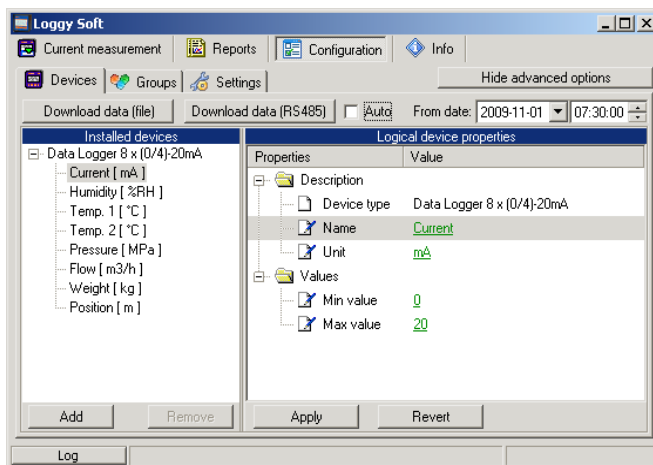 Loggy Soft
Current measurement Reports Configuration Info
Devices Groups Settings Hide advanced options
Download data (file) Download data (RS485) Auto From date: 2009-11-01 07:30:00
Installed devices
Data Logger 8 x (0/4)-20mA
Current [ mA ]
Humidity [ %RH ]
Temp. 1 [ °C ]
Temp. 2 [ °C ]
Pressure [ MPa ]
Flow [ m3/h ]
Weight [ kg ]
Position [ m ]
Add Remove
Logical device properties
Properties Value
Description
Device type Data Logger 8 x (0/4)-20mA
Name Current
Unit mA
Values
Min value 0
Max value 20
Apply Revert
Log